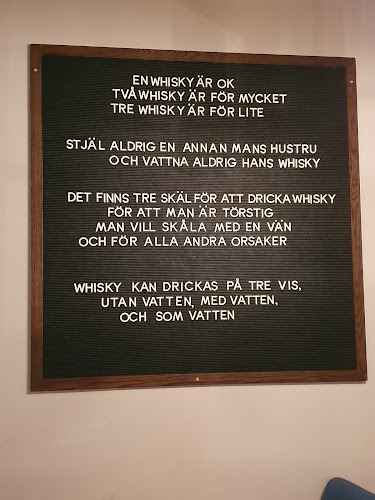 EN WHISKY ÄR OK
TVÅ WHISKY ÄR FÖR MYCKET
TRE WHISKY ÄR FÖR LITE
STJÄL ALDRIG EN ANNAN MANS HUSTRU
OCH VATTNA ALDRIG HANS WHISKY
DET FINNS TRE SKÄL FÖR ATT DRICKA WHISKY
FÖR ATT MAN ÄR TÖRSTIG
MAN VILL SKÅLA MED EN VÄN
OCH FÖR ALLA ANDRA ORSAKER
WHISKY KAN DRICKAS PÅ TRE VIS,
UTAN VATTEN, MED VATTEN,
OCH SOM VATTEN